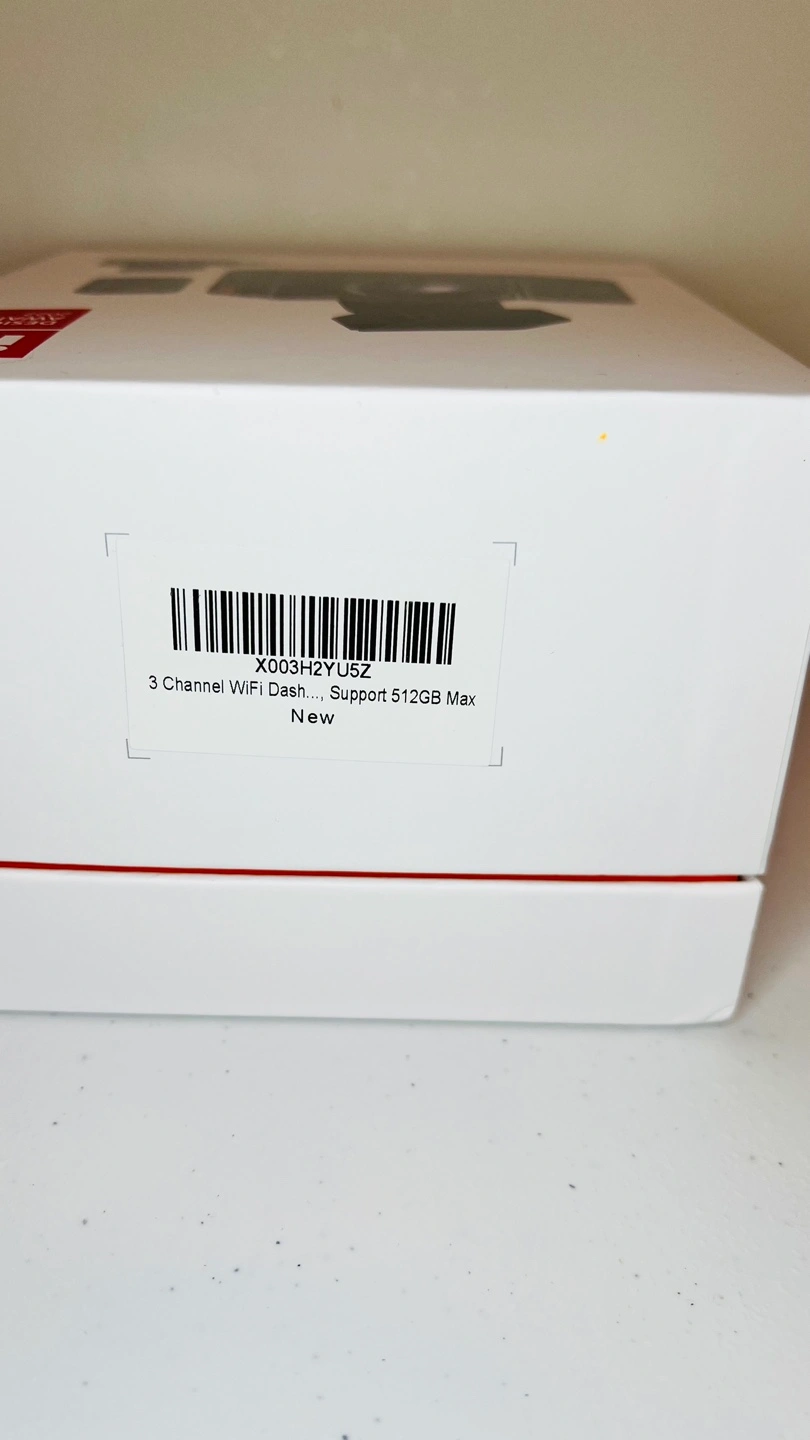 X003H2YU5Z
3 Channel WiFi Dash..., Support 512GB Max
New